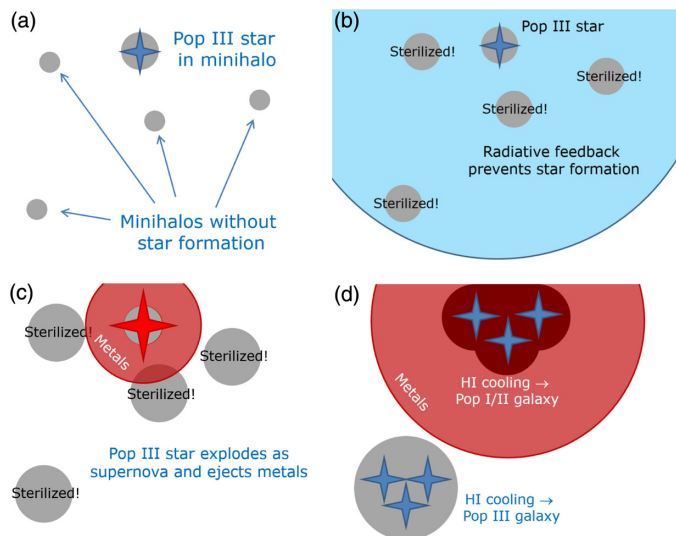 (a)
Pop III star
in minihalo
Minihalos without
star formation
(b)
Pop III star
Sterilized!
Sterilized!
Sterilized!
Radiative feedback
prevents star formation
Sterilized!
(c)
Sterilized!
Metals
Sterilized!
Sterilized!
Pop III star explodes as
supernova and ejects metals
Sterilized!
(d)
HI cooling →
Pop I/II galaxy
Metals
HI cooling →
Pop III galaxy